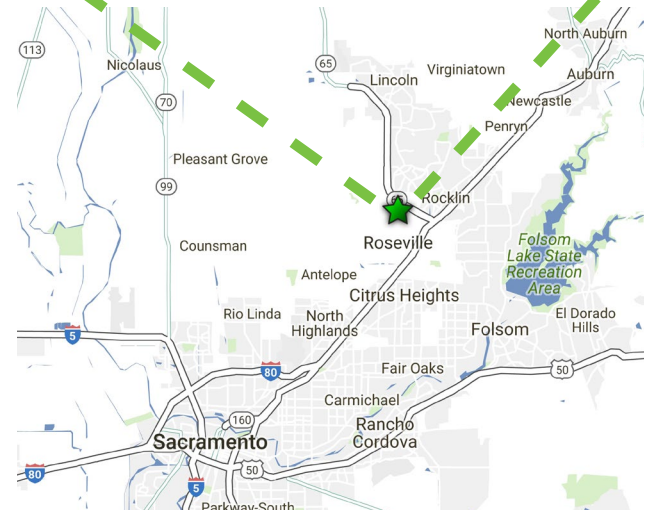 North Auburn
113
Nicolaus
65
Virginiatown
Lincoln
Auburn
70
Newcastle
Penryn
Pleasant Grove
99
Rocklin
Counsman
Roseville
Folsom
Lake State
Recreation
Area
Antelope
Citrus Heights
Rio Linda
North
Highlands
El Dorado
Hills
Folsom
5
80
Fair Oaks
50
Carmichael
160
Rancho
Cordova
Sacramento
80
50
5
Parkway-South